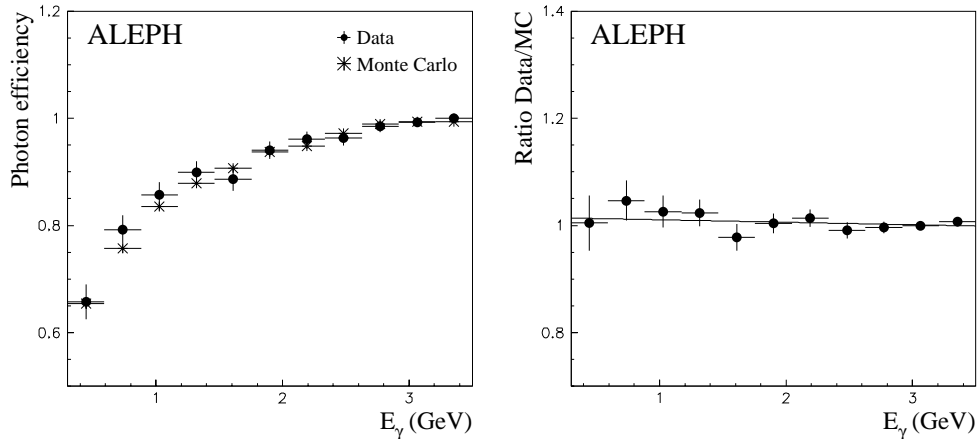 ALEPH
Data
Monte Carlo
Photon efficiency
1.2
1
0.8
0.6
1
2
3
E_γ (GeV)
ALEPH
Ratio Data/MC
1.4
1.2
1
0.8
1
2
3
E_γ (GeV)